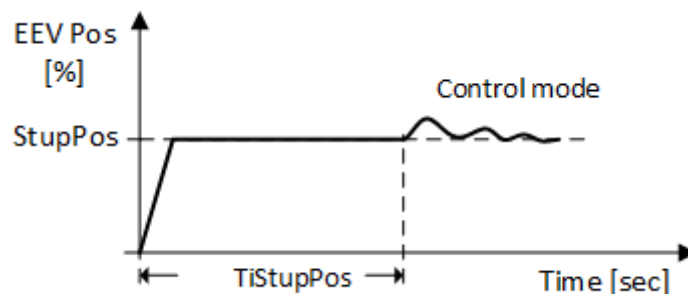 EEV Pos
[%]
Control mode
StupPos
TiStupPos
Time [sec]